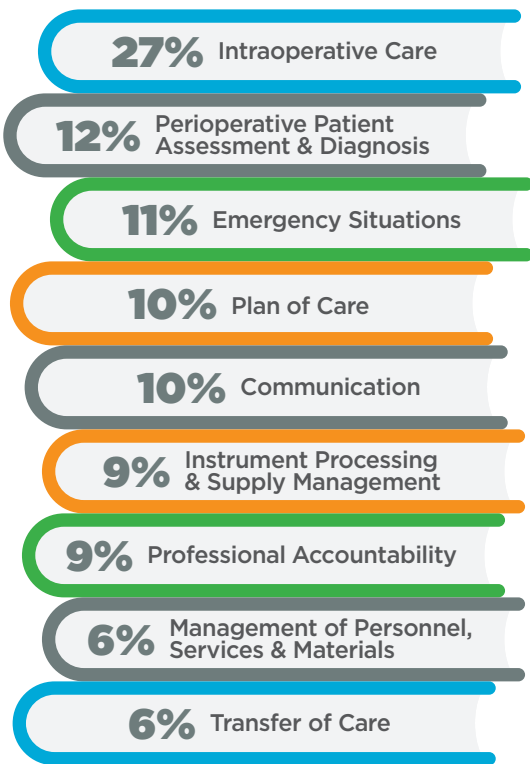 27% Intraoperative Care
12% Perioperative Patient
Assessment & Diagnosis
11% Emergency Situations
10% Plan of Care
10% Communication
9% Instrument Processing
& Supply Management
9% Professional Accountability
6% Management of Personnel,
Services & Materials
6% Transfer of Care